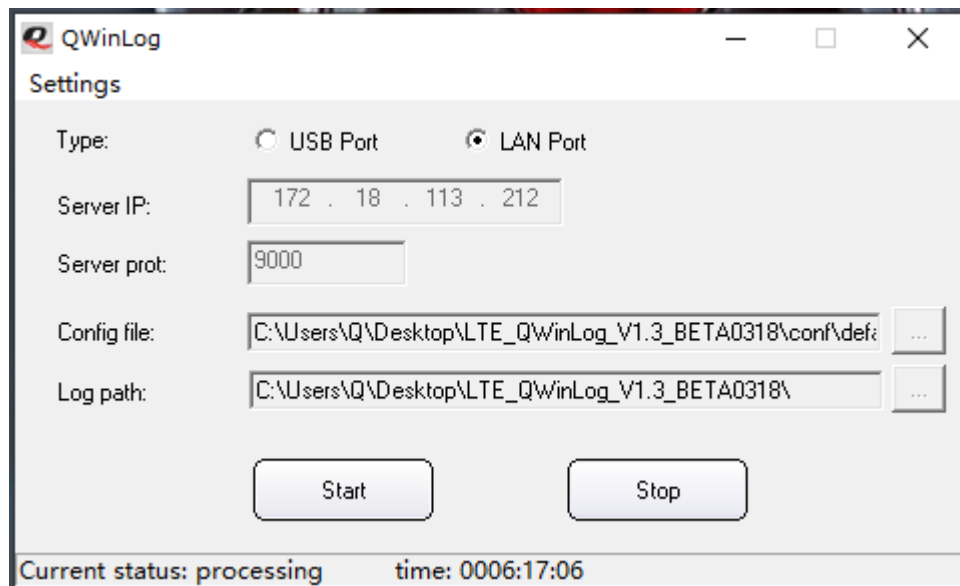 QWinLog
Settings
Type: USB Port LAN Port
Server IP: 172 . 18 . 113 . 212
Server prot: 9000
Config file: C:\Users\Q\Desktop\LTE_QWinLog_V1.3_BETA0318\conf\defa ...
Log path: C:\Users\Q\Desktop\LTE_QWinLog_V1.3_BETA0318\ ...
Start Stop
Current status: processing time: 0006:17:06